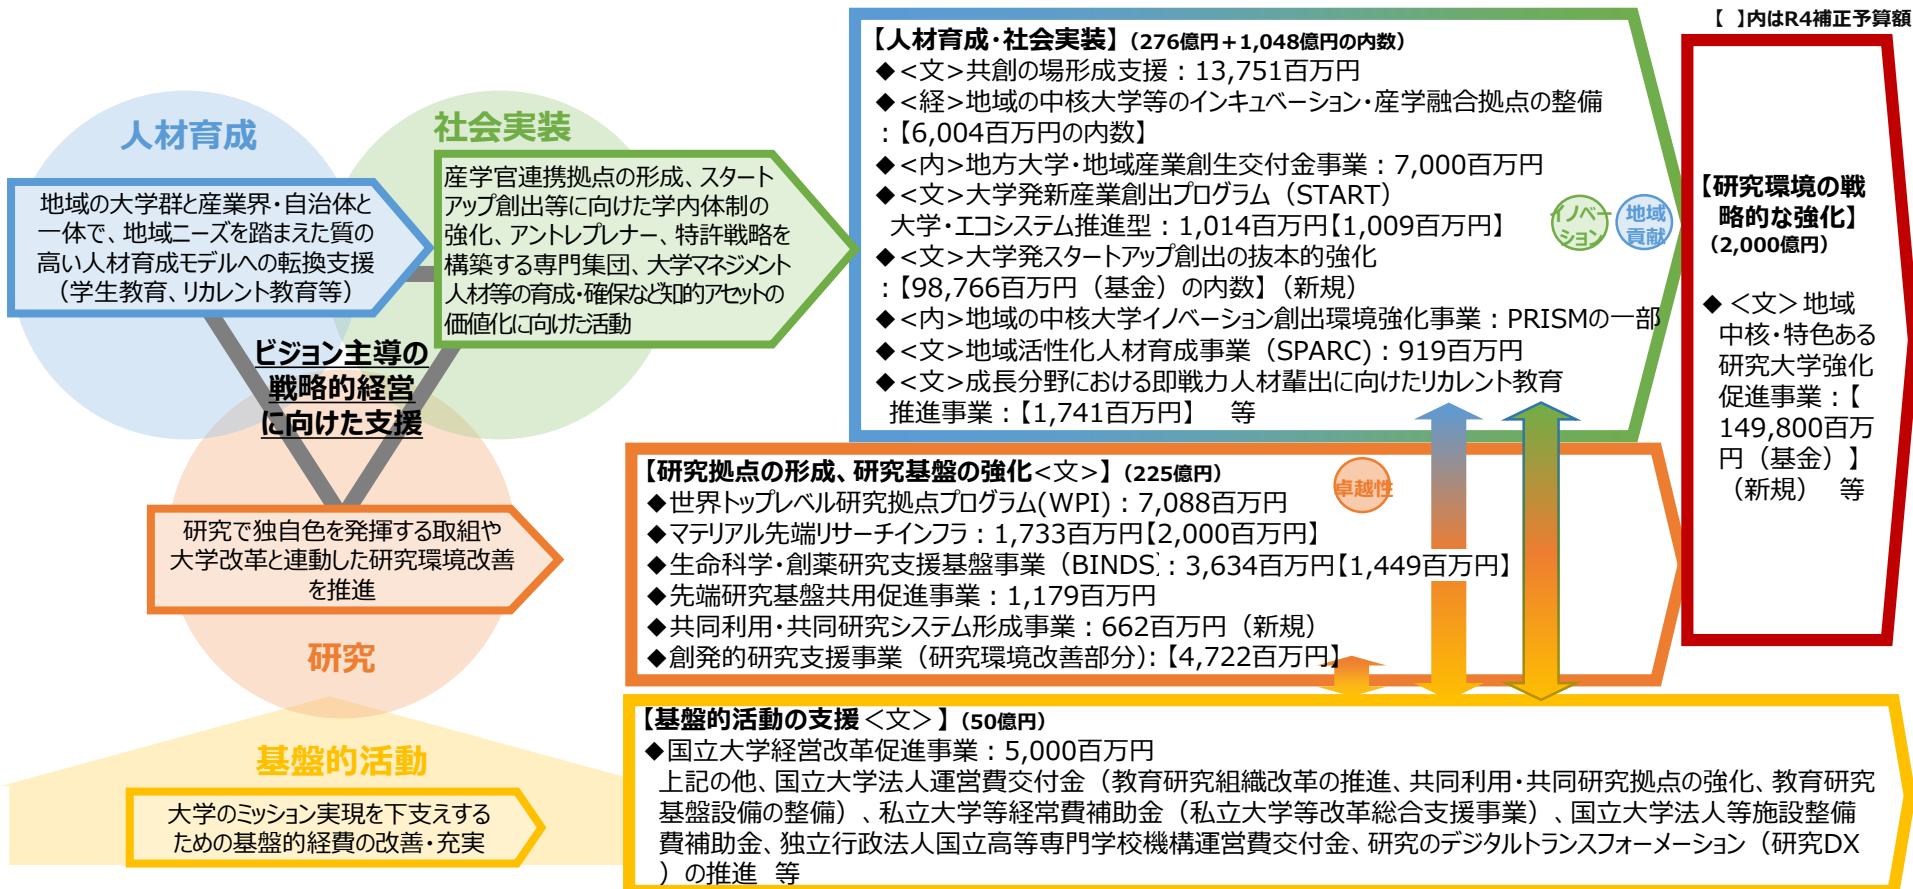 【 】内はR4補正予算額
人材育成
社会実装
地域の大学群と産業界・自治体と
一体で、地域ニーズを踏まえた質の
高い人材育成モデルへの転換支援
（学生教育、リカレント教育等）
産学官連携拠点の形成、スタート
アップ創出等に向けた学内体制の
強化、アントレプレナー、特許戦略を
構築する専門集団、大学マネジメント
人材等の育成・確保など知的アセットの
価値化に向けた活動
ビジョン主導の
戦略的経営
に向けた支援
研究で独自色を発揮する取組や
大学改革と連動した研究環境改善
を推進
研究
基盤的活動
大学のミッション実現を下支えする
ための基盤的経費の改善・充実
【人材育成・社会実装】（276億円＋1,048億円の内数）
◆<文>共創の場形成支援：13,751百万円
◆<経>地域の中核大学等のインキュベーション・産学融合拠点の整備
：【6,004百万円の内数】
◆<内>地方大学・地域産業創生交付金事業：7,000百万円
◆<文>大学発新産業創出プログラム（START）
大学・エコシステム推進型：1,014百万円【1,009百万円】
◆<文>大学発スタートアップ創出の抜本的強化
：【98,766百万円（基金）の内数】（新規）
◆<内>地域の中核大学イノベーション創出環境強化事業：PRISMの一部
◆<文>地域活性化人材育成事業（SPARC)：919百万円
◆<文>成長分野における即戦力人材輩出に向けたリカレント教育
推進事業：【1,741百万円】　等
イノベー
ション
地域
貢献
【研究拠点の形成、研究基盤の強化<文>】（225億円）
◆世界トップレベル研究拠点プログラム(WPI)：7,088百万円
◆マテリアル先端リサーチインフラ：1,733百万円【2,000百万円】
◆生命科学・創薬研究支援基盤事業（BINDS)：3,634百万円【1,449百万円】
◆先端研究基盤共用促進事業：1,179百万円
◆共同利用・共同研究システム形成事業：662百万円（新規）
◆創発的研究支援事業（研究環境改善部分）：【4,722百万円】
卓越性
【基盤的活動の支援<文>】（50億円）
◆国立大学経営改革促進事業：5,000百万円
上記の他、国立大学法人運営費交付金（教育研究組織改革の推進、共同利用・共同研究拠点の強化、教育研究
基盤設備の整備）、私立大学等経常費補助金（私立大学等改革総合支援事業）、国立大学法人等施設整備
費補助金、独立行政法人国立高等専門学校機構運営費交付金、研究のデジタルトランスフォーメーション（研究DX
）の推進 等
【研究環境の戦
略的な強化】
（2,000億円）
◆<文>地域
中核・特色ある
研究大学強化
促進事業：【
149,800百万
円（基金）】
（新規）　等